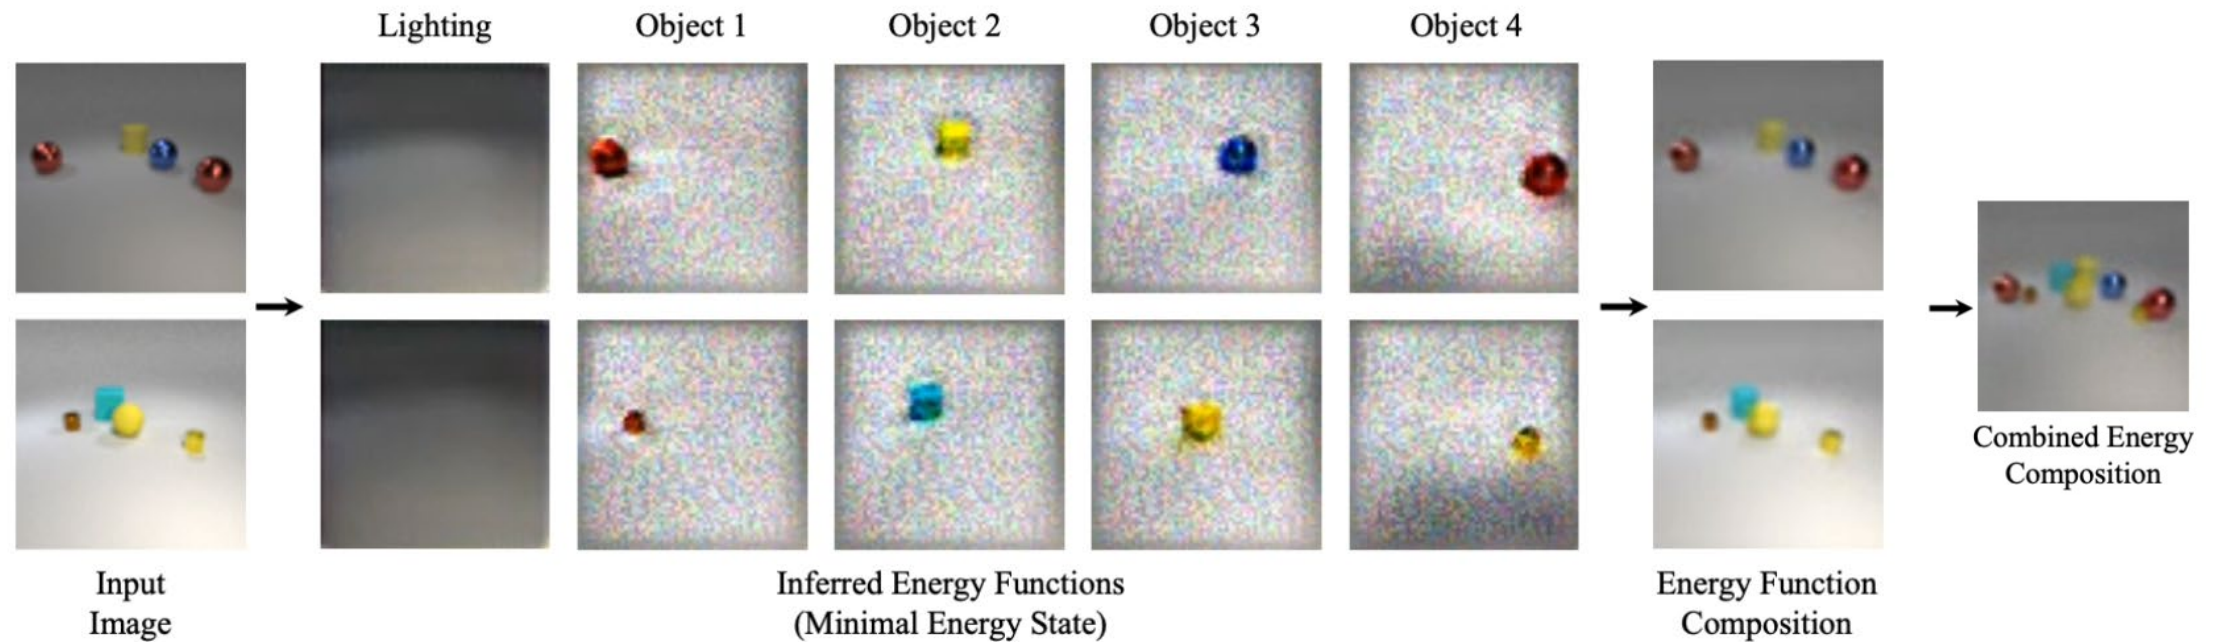 Lighting
Object 1
Object 2
Object 3
Object 4
Input
Image
Inferred Energy Functions
(Minimal Energy State)
Energy Function
Composition
Combined Energy
Composition